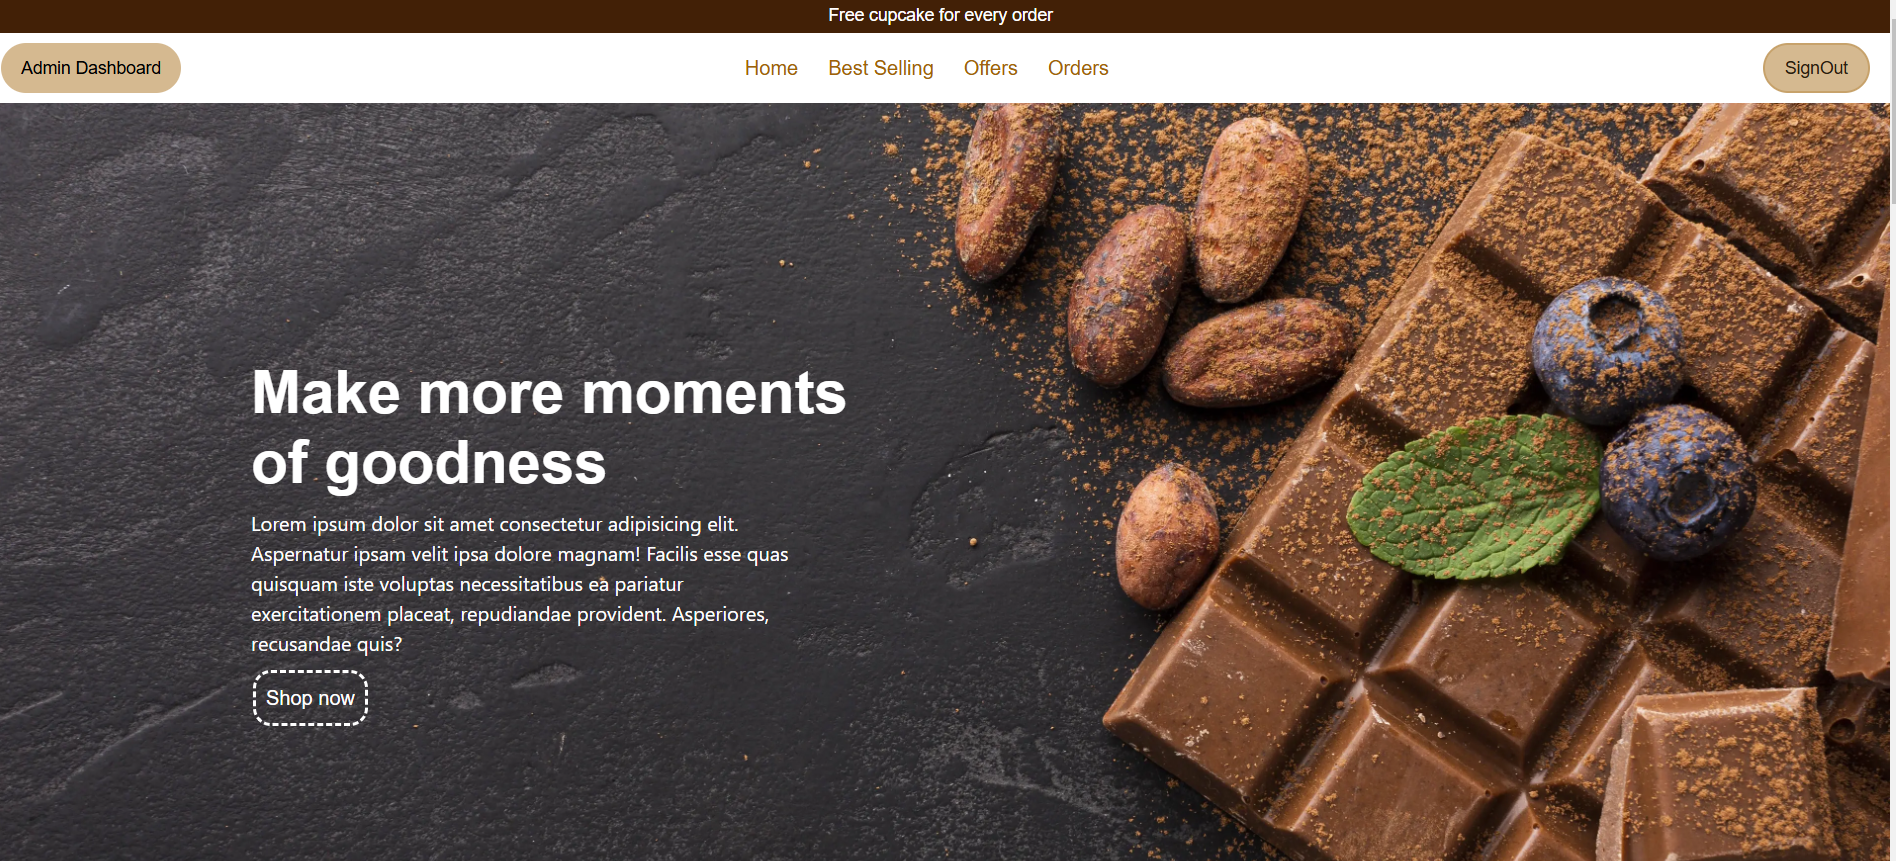 Free cupcake for every order
Admin Dashboard
Home
Best Selling
Offers
Orders
SignOut
Make more moments
of goodness
Lorem ipsum dolor sit amet consectetur adipisicing elit.
Aspernatur ipsam velit ipsa dolore magnam! Facilis esse quas
quisquam iste voluptas necessitatibus ea pariatur
exercitationem placeat, repudiandae provident. Asperiores,
recusandae quis?
Shop now